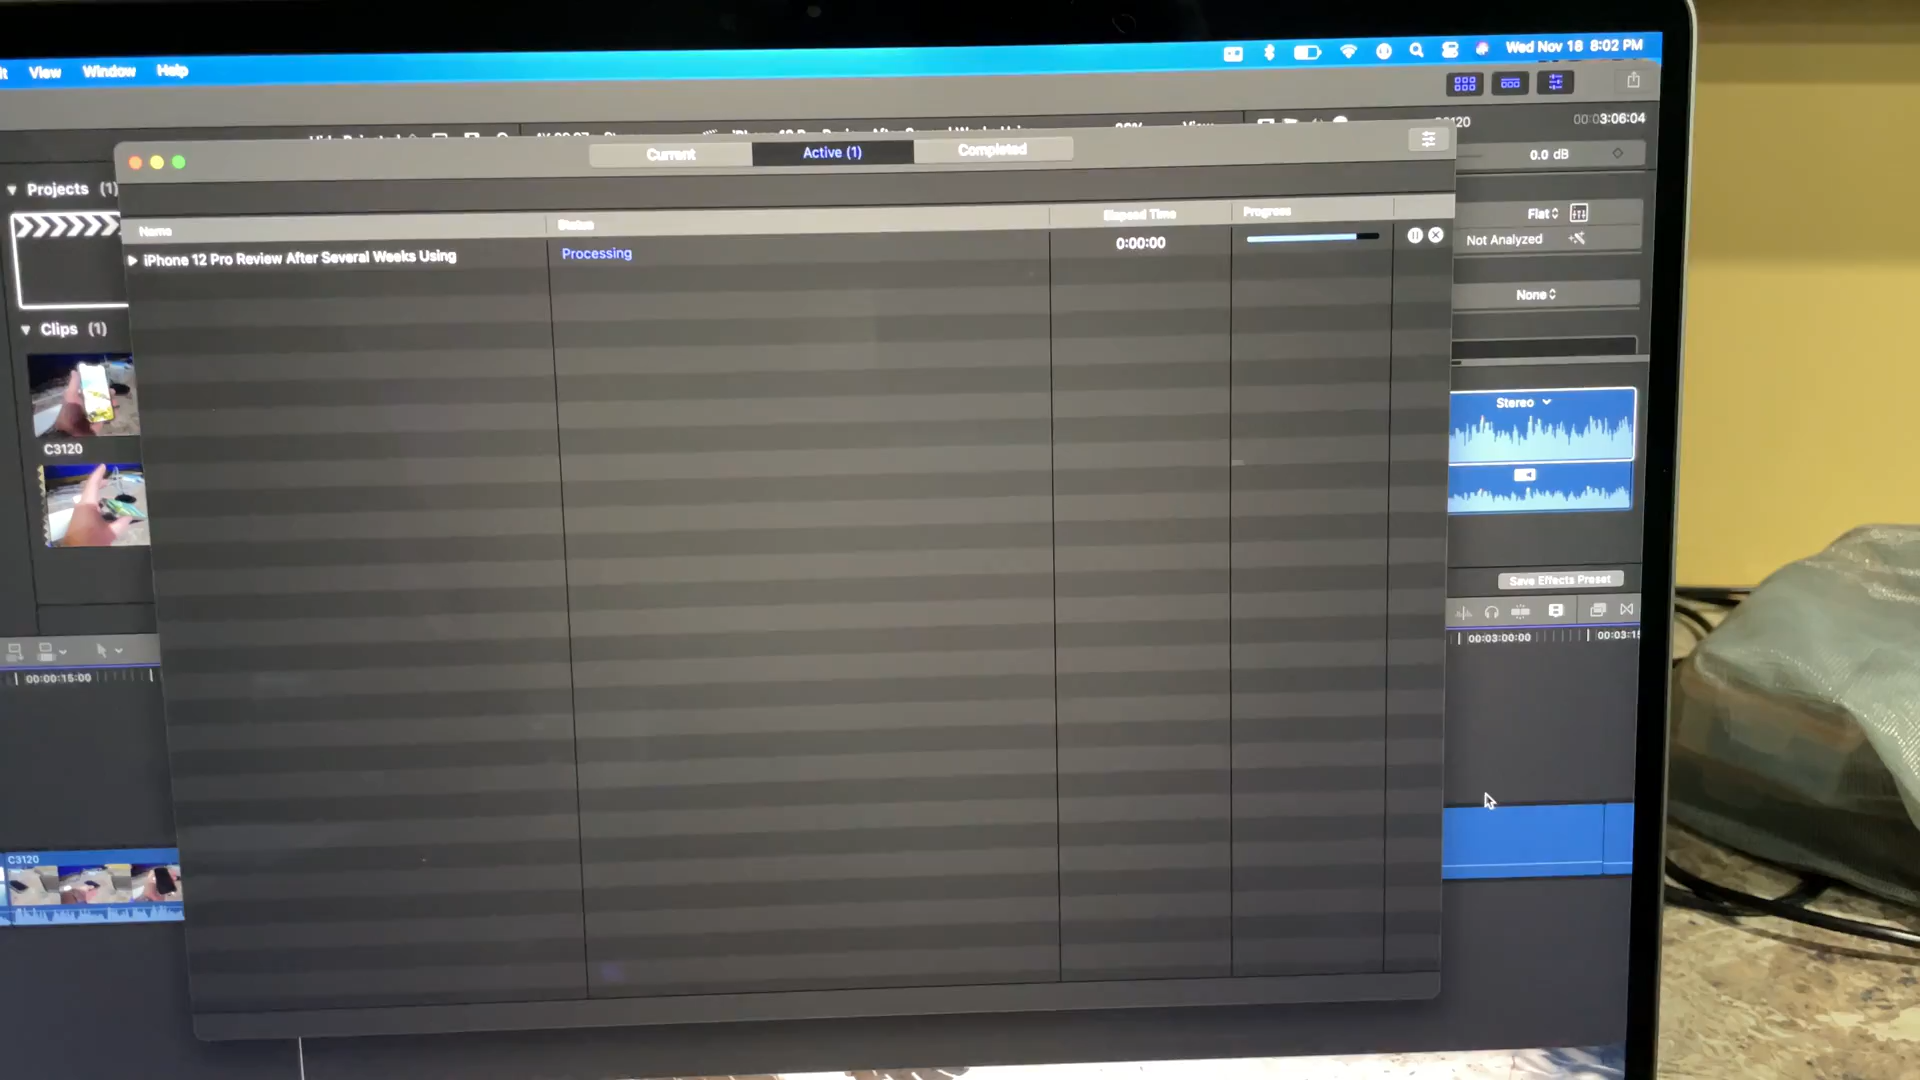 View Window Help
Wed Nov 18 8:02 PM
3:06:04
Current
Active (1)
Completed
0.0 dB
Projects (1)
Name
Status
Elapsed Time
Progress
Flat
iPhone 12 Pro Review After Several Weeks Using
Processing
0:00:00
Not Analyzed
None
Clips (1)
Stereo
C3120
Save Effects Preset
00:03:00:00
00:00:15:00
C3120